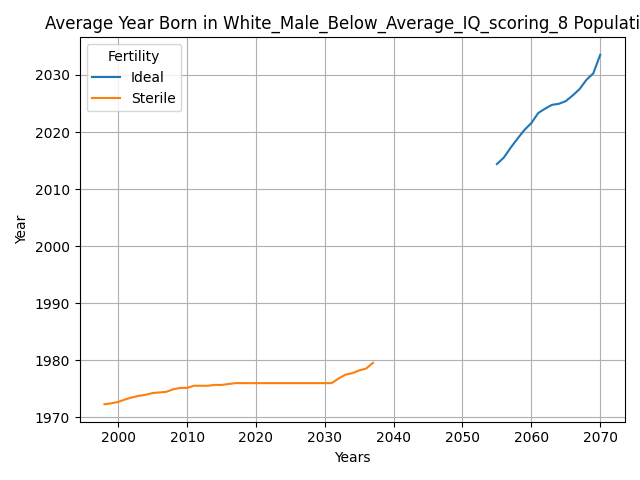 Average Year Born in White_Male_Below_Average_IQ_scoring_8 Populati
Fertility
Ideal
Sterile
2030
2020
2010
2000
1990
1980
1970
Year
2000 2010 2020 2030 2040 2050 2060 2070
Years